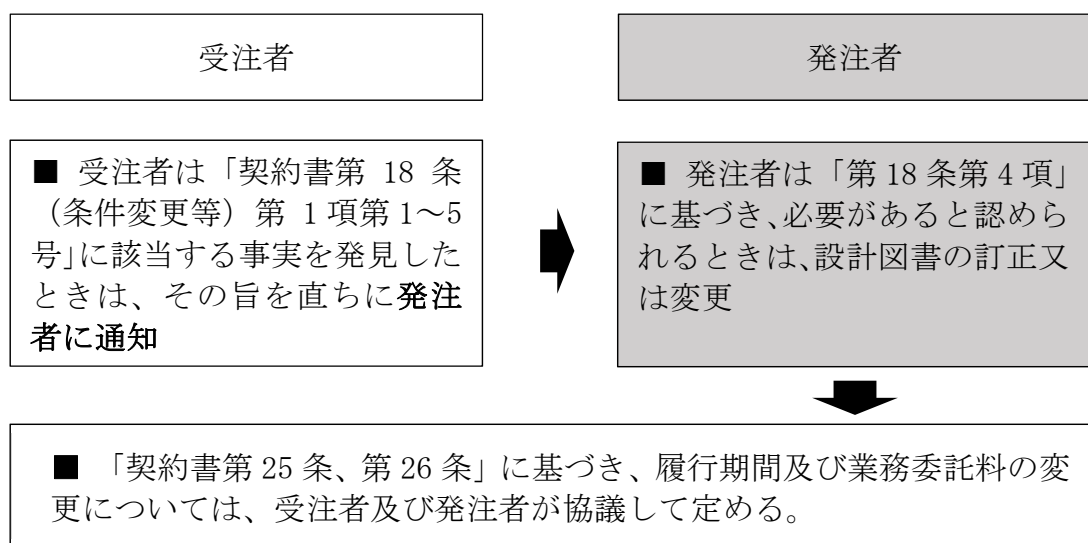 受注者
発注者
■ 受注者は「契約書第 18 条
（条件変更等）第 1項第1～5
号」に該当する事実を発見した
ときは、その旨を直ちに発注
者に通知
■ 発注者は「第18条第4項」
に基づき、必要があると認めら
れるときは、設計図書の訂正又
は変更
■ 「契約書第 25 条、第 26 条」に基づき、履行期間及び業務委託料の変
更については、受注者及び発注者が協議して定める。